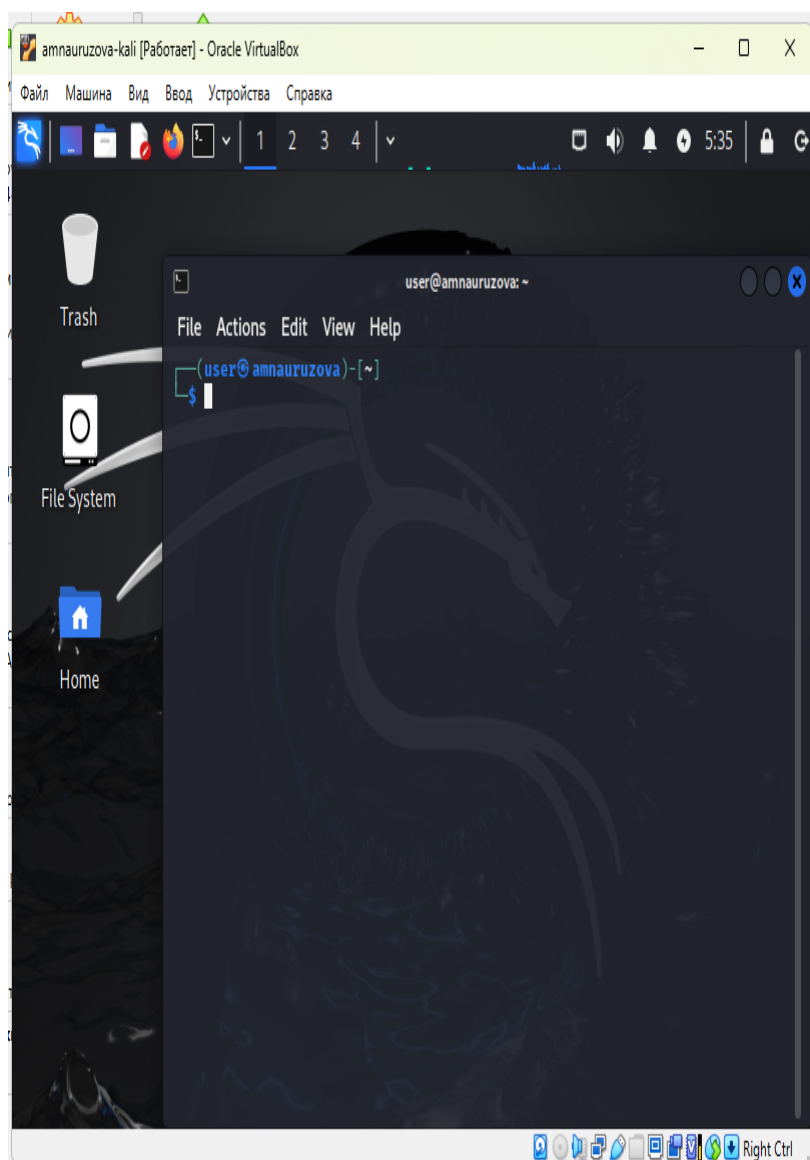 amnauruzova-kali [Работает] - Oracle VirtualBox
Файл Машина Вид Ввод Устройства Справка
1 2 3 4 5:35
Trash
user@amnauruzova: ~
File Actions Edit View Help
(user㉿amnauruzova)-[~]
$
File System
Home
Right Ctrl